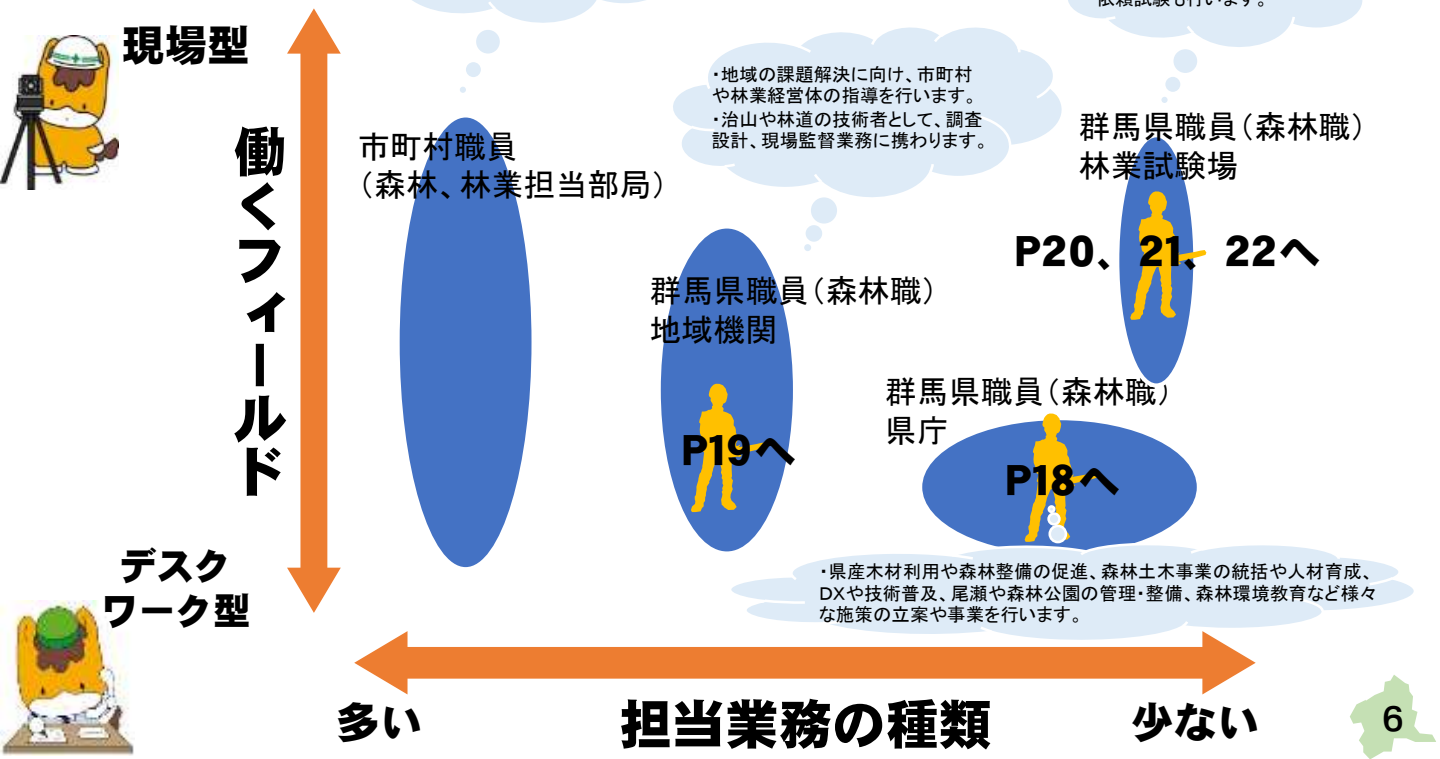 依頼試験も行います。
現場型
・地域の課題解決に向け、市町村
や林業経営体の指導を行います。
・治山や林道の技術者として、調査
設計、現場監督業務に携わります。
群馬県職員（森林職）
林業試験場
市町村職員
（森林、林業担当部局）
働くフィールド
P20、21、22へ
群馬県職員（森林職）
地域機関
P19へ
群馬県職員（森林職）
県庁
P18へ
デスク
ワーク型
・県産木材利用や森林整備の促進、森林土木事業の統括や人材育成、
DXや技術普及、尾瀬や森林公園の管理・整備、森林環境教育など様々
な施策の立案や事業を行います。
多い
担当業務の種類
少ない
6